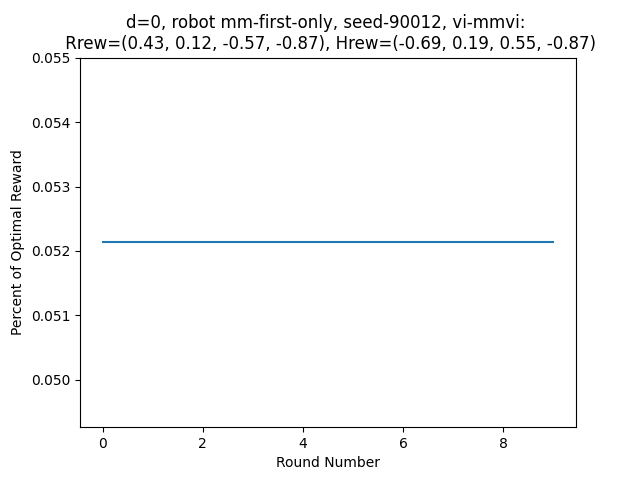 d=0, robot mm-first-only, seed-90012, vi-mmvi:
Rrew=(0.43, 0.12, -0.57, -0.87), Hrew=(-0.69, 0.19, 0.55, -0.87)
0.055
0.054
0.053
0.052
0.051
0.050
Percent of Optimal Reward
0 2 4 6 8
Round Number